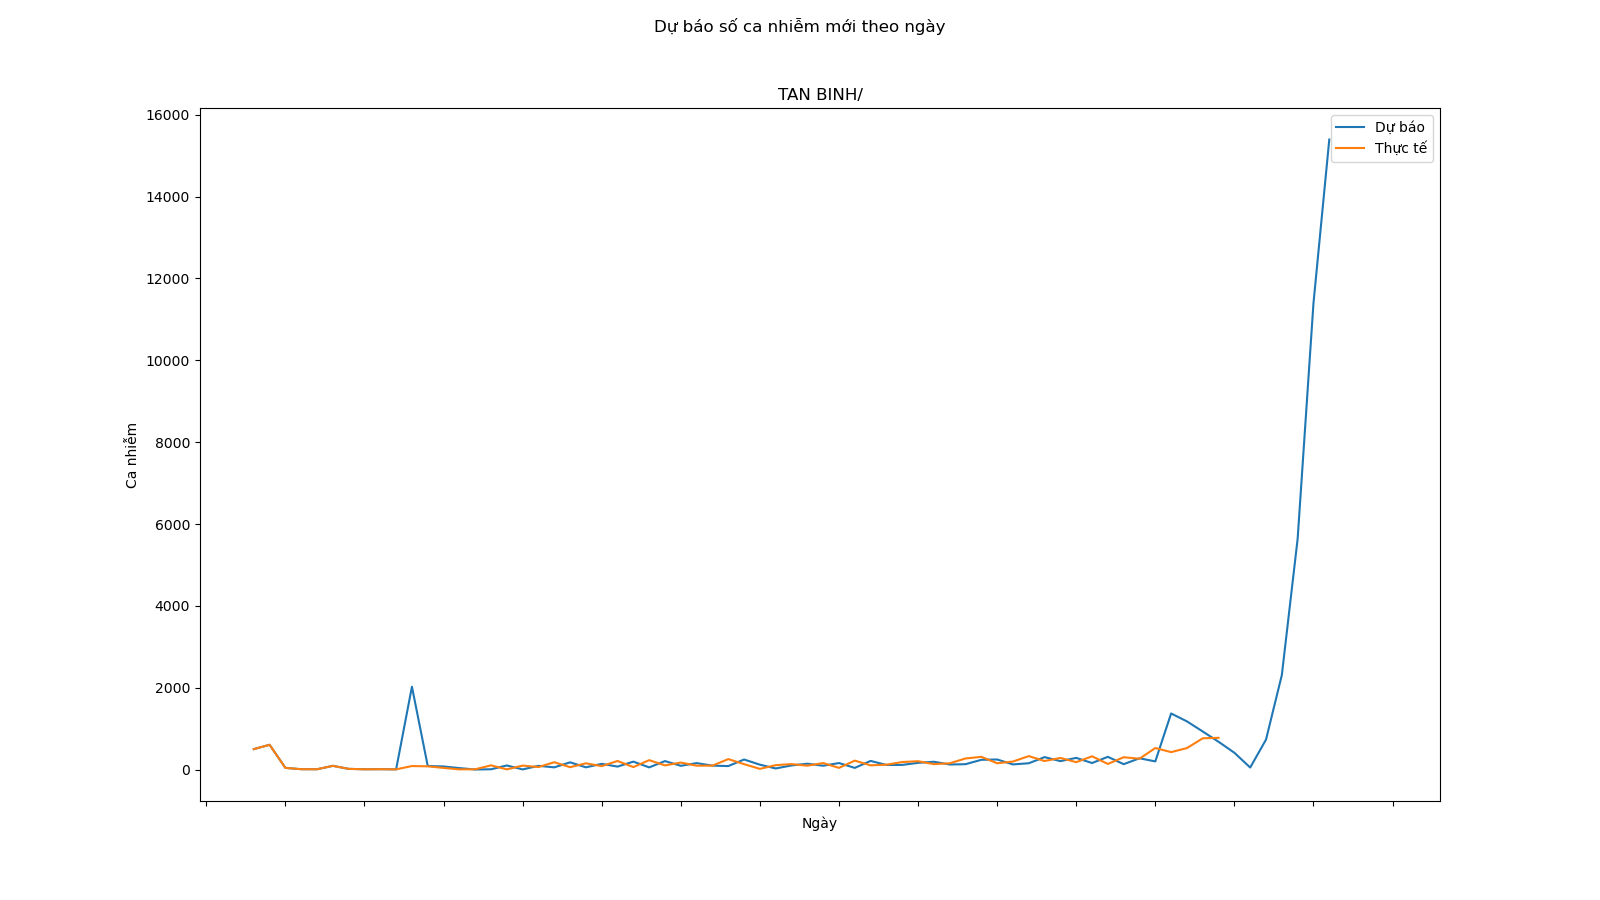 Dự báo số ca nhiễm mới theo ngày
TAN BINH/
16000
14000
12000
10000
8000
6000
4000
2000
0
Ca nhiễm
Ngày
Dự báo
Thực tế